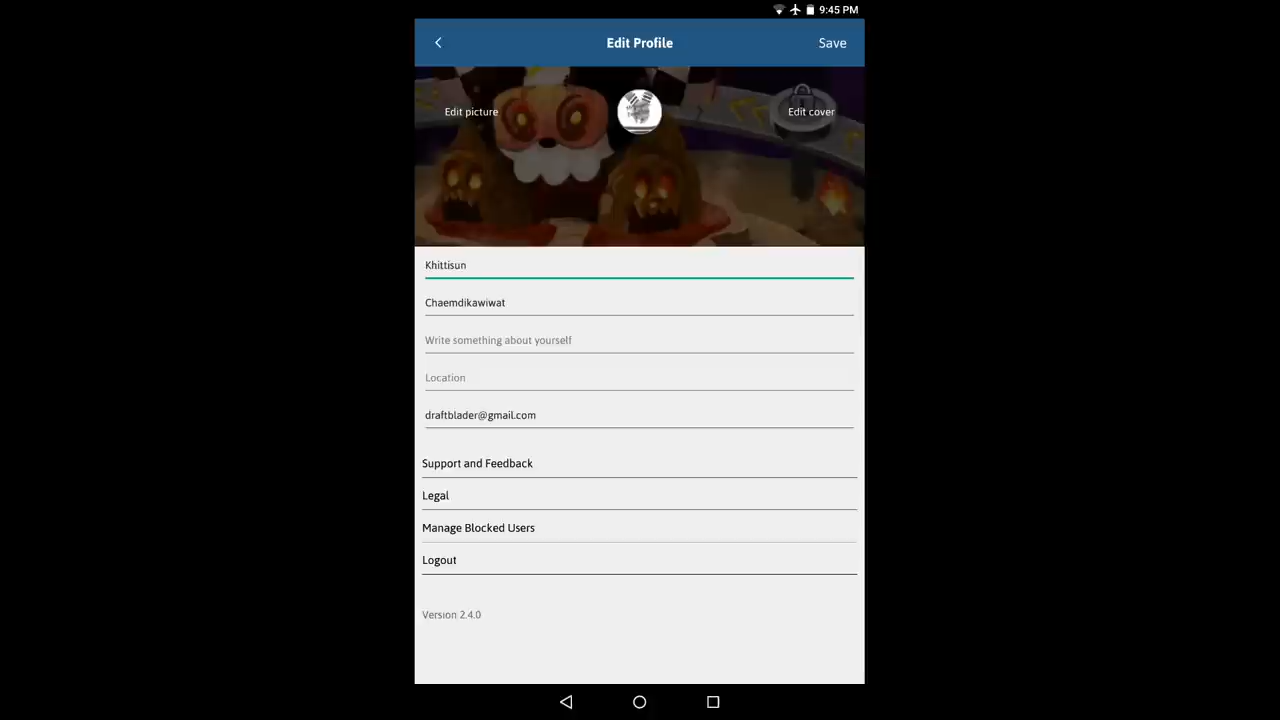 9:45 PM
Edit Profile
Save
Edit picture
Edit cover
Khittisun
Chaemdikawiwat
Write something about yourself
Location
draftblader@gmail.com
Support and Feedback
Legal
Manage Blocked Users
Logout
Version 2.4.0